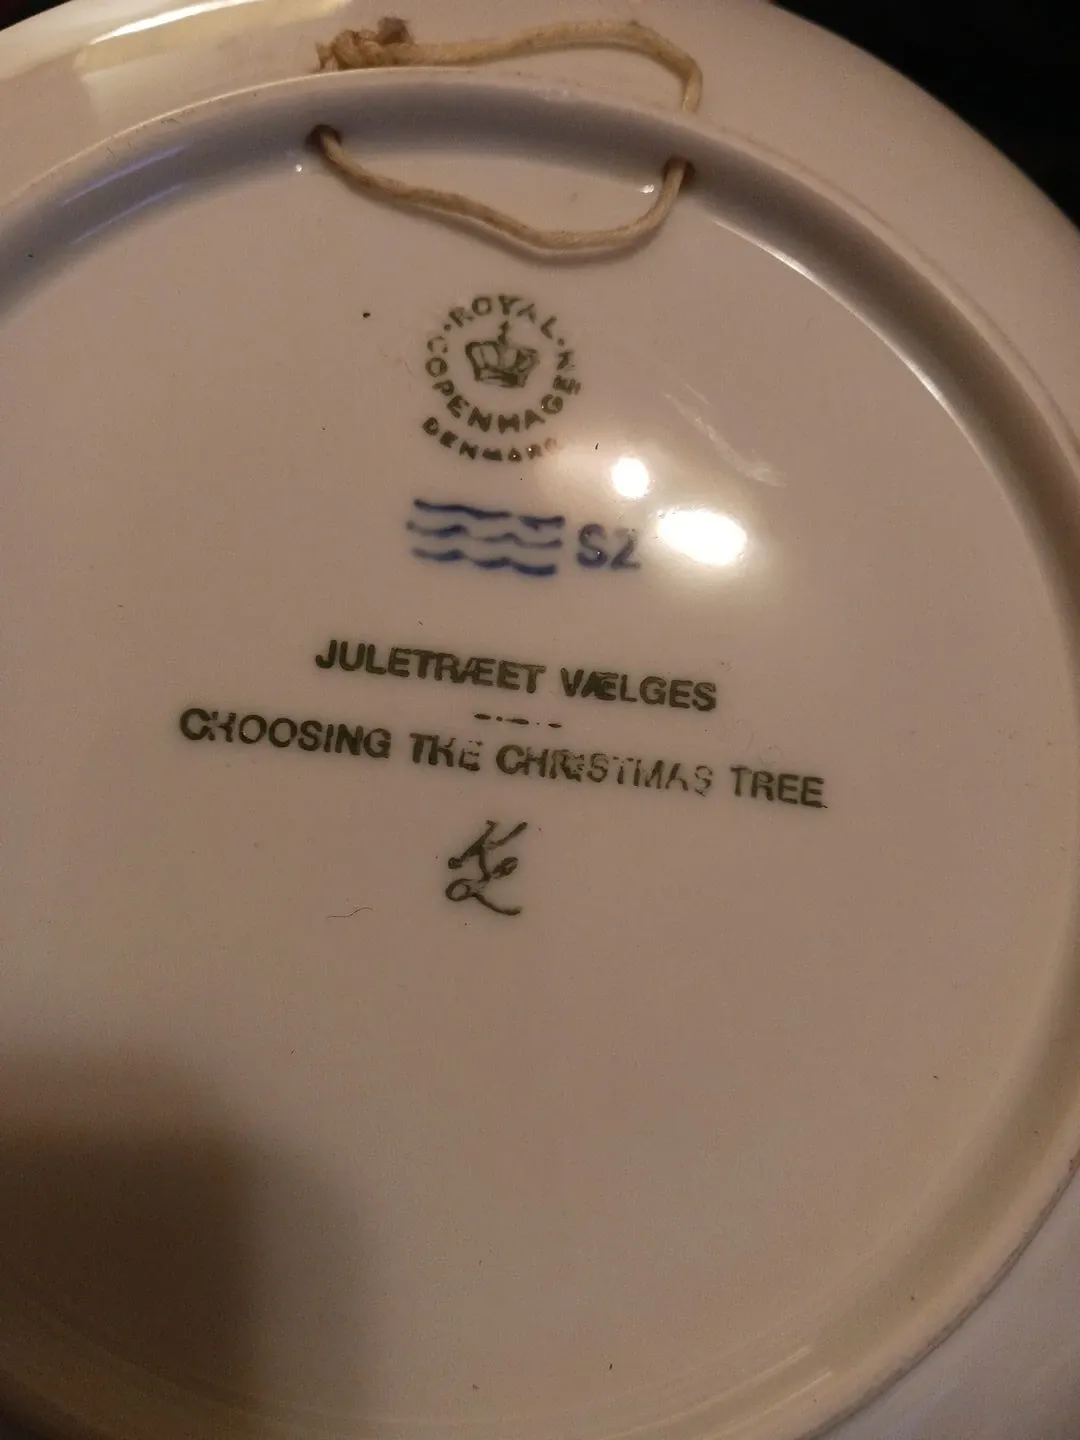 ROYAL
COPENHAGEN
DENMARK
SZ
JULETRÆET VÆLGES
CHOOSING THE CHRISTMAS TREE